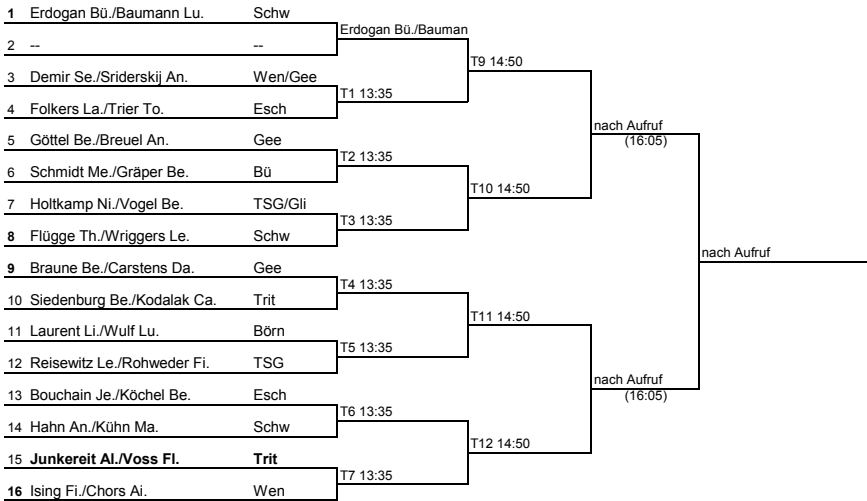 1 Erdogan Bü./Baumann Lu. Schw
Erdogan Bü./Bauman
2 -- --
T9 14:50
3 Demir Se./Sriderskij An. Wen/Gee
T1 13:35
4 Folkers La./Trier To. Esch
nach Aufruf
(16:05)
5 Göttel Be./Breuel An. Gee
T2 13:35
6 Schmidt Me./Gräper Be. Bü
T10 14:50
7 Holtkamp Ni./Vogel Be. TSG/Gli
T3 13:35
8 Flügge Th./Wriggers Le. Schw
nach Aufruf
9 Braune Be./Carstens Da. Gee
T4 13:35
10 Siedenburg Be./Kodalak Ca. Trit
T11 14:50
11 Laurent Li./Wulf Lu. Börn
T5 13:35
12 Reisewitz Le./Rohweder Fi. TSG
nach Aufruf
(16:05)
13 Bouchain Je./Köchel Be. Esch
T6 13:35
14 Hahn An./Kühn Ma. Schw
T12 14:50
15 Junkereit Al./Voss Fl. Trit
T7 13:35
16 Ising Fi./Chors Ai. Wen